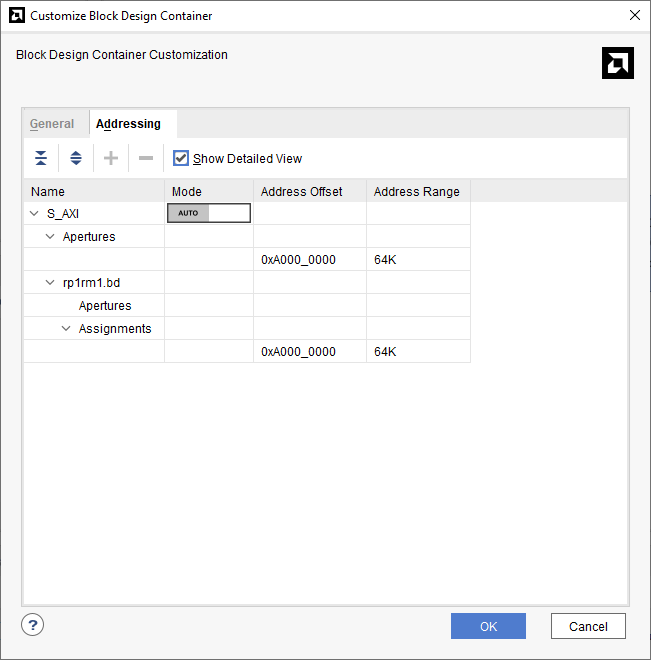 Customize Block Design Container
Block Design Container Customization
General Addressing
Show Detailed View
Name Mode Address Offset Address Range
S_AXI AUTO
Apertures
0xA000_0000 64K
rp1rm1.bd
Apertures
Assignments
0xA000_0000 64K
? OK Cancel